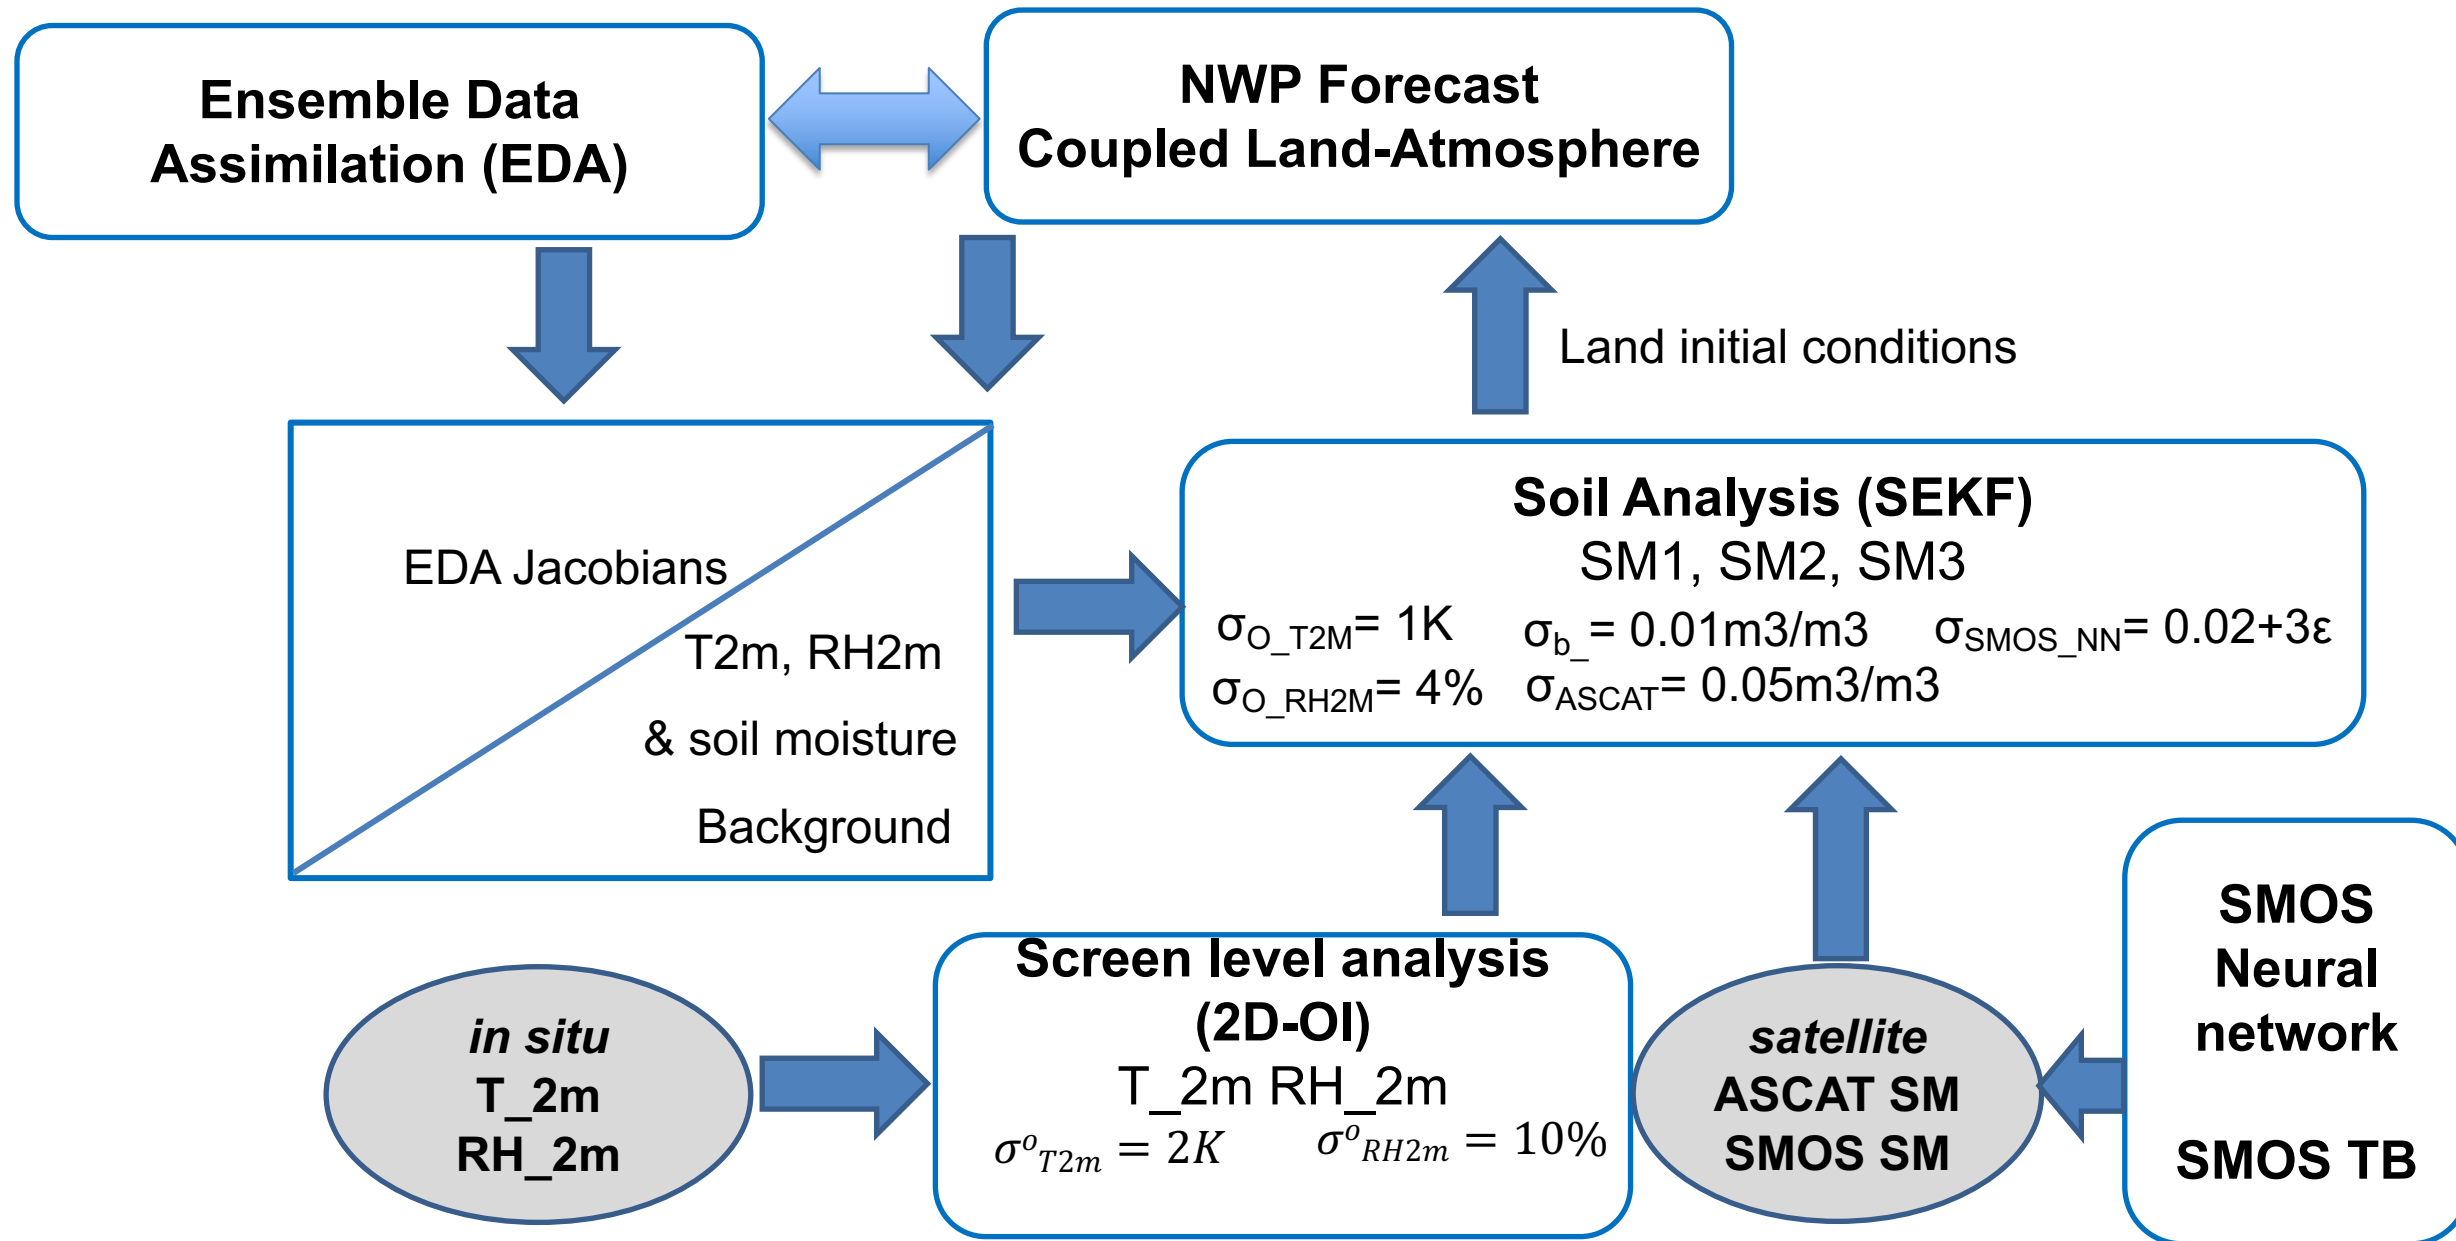 Ensemble Data
Assimilation (EDA)
NWP Forecast
Coupled Land-Atmosphere
Land initial conditions
EDA Jacobians
T2m, RH2m
& soil moisture
Background
Soil Analysis (SEKF)
SM1, SM2, SM3
σO_T2M= 1K σb_= 0.01m3/m3 σSMOS_NN= 0.02+3ε
σO_RH2M= 4% σASCAT= 0.05m3/m3
in situ
T_2m
RH_2m
Screen level analysis
(2D-OI)
T_2m RH_2m
σoT2m = 2K σoRH2m = 10%
satellite
ASCAT SM
SMOS SM
SMOS
Neural
network
SMOS TB